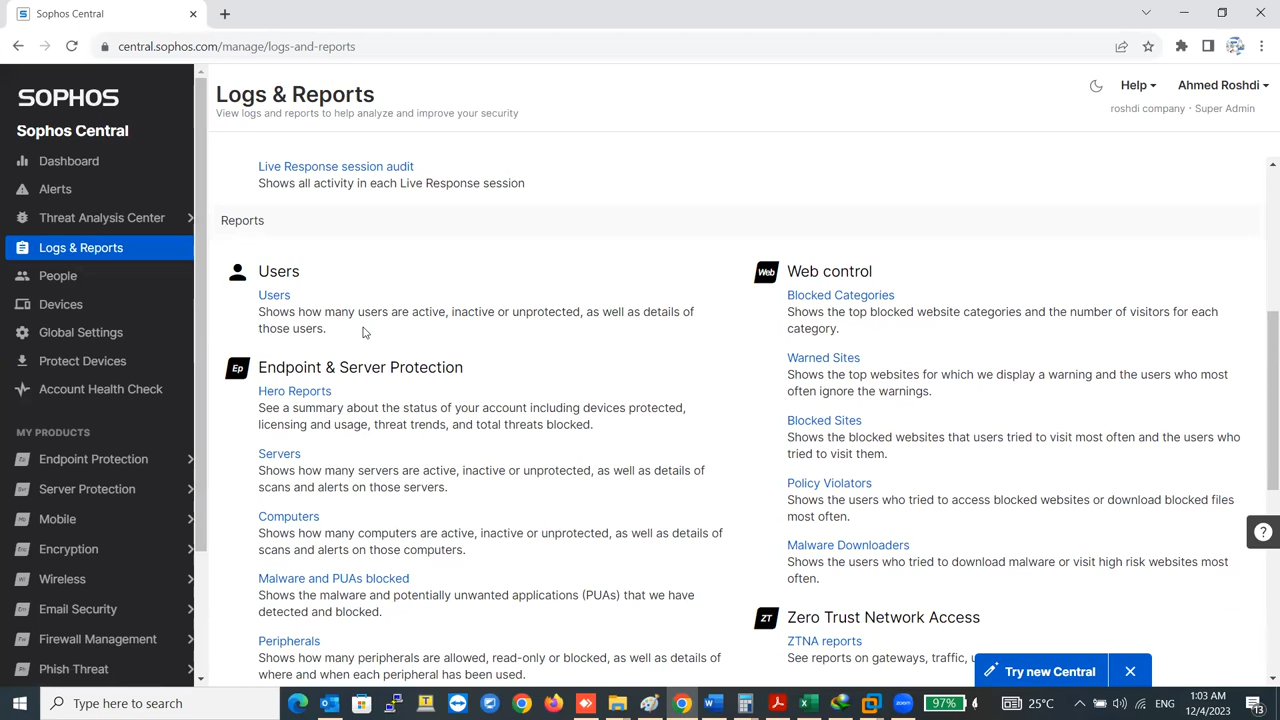 Sophos Central
central.sophos.com/manage/logs-and-reports
SOPHOS
Sophos Central
Dashboard
Alerts
Threat Analysis Center
Logs & Reports
People
Devices
Global Settings
Protect Devices
Account Health Check
MY PRODUCTS
Endpoint Protection
Server Protection
Mobile
Encryption
Wireless
Email Security
Firewall Management
Phish Threat
Logs & Reports
View logs and reports to help analyze and improve your security
Help
Ahmed Roshdi
roshdi company · Super Admin
Live Response session audit
Shows all activity in each Live Response session
Reports
Users
Users
Shows how many users are active, inactive or unprotected, as well as details of
those users.
Ep
Endpoint & Server Protection
Hero Reports
See a summary about the status of your account including devices protected,
licensing and usage, threat trends, and total threats blocked.
Servers
Shows how many servers are active, inactive or unprotected, as well as details of
scans and alerts on those servers.
Computers
Shows how many computers are active, inactive or unprotected, as well as details of
scans and alerts on those computers.
Malware and PUAs blocked
Shows the malware and potentially unwanted applications (PUAs) that we have
detected and blocked.
Peripherals
Shows how many peripherals are allowed, read-only or blocked, as well as details of
where and when each peripheral has been used.
Web
Web control
Blocked Categories
Shows the top blocked website categories and the number of visitors for each
category.
Warned Sites
Shows the top websites for which we display a warning and the users who most
often ignore the warnings.
Blocked Sites
Shows the blocked websites that users tried to visit most often and the users who
tried to visit them.
Policy Violators
Shows the users who tried to access blocked websites or download blocked files
most often.
Malware Downloaders
Shows the users who tried to download malware or visit high risk websites most
often.
ZT
Zero Trust Network Access
ZTNA reports
See reports on gateways, traffic,
Try new Central
Type here to search
97%
25°C
ENG
1:03 AM
12/4/2023